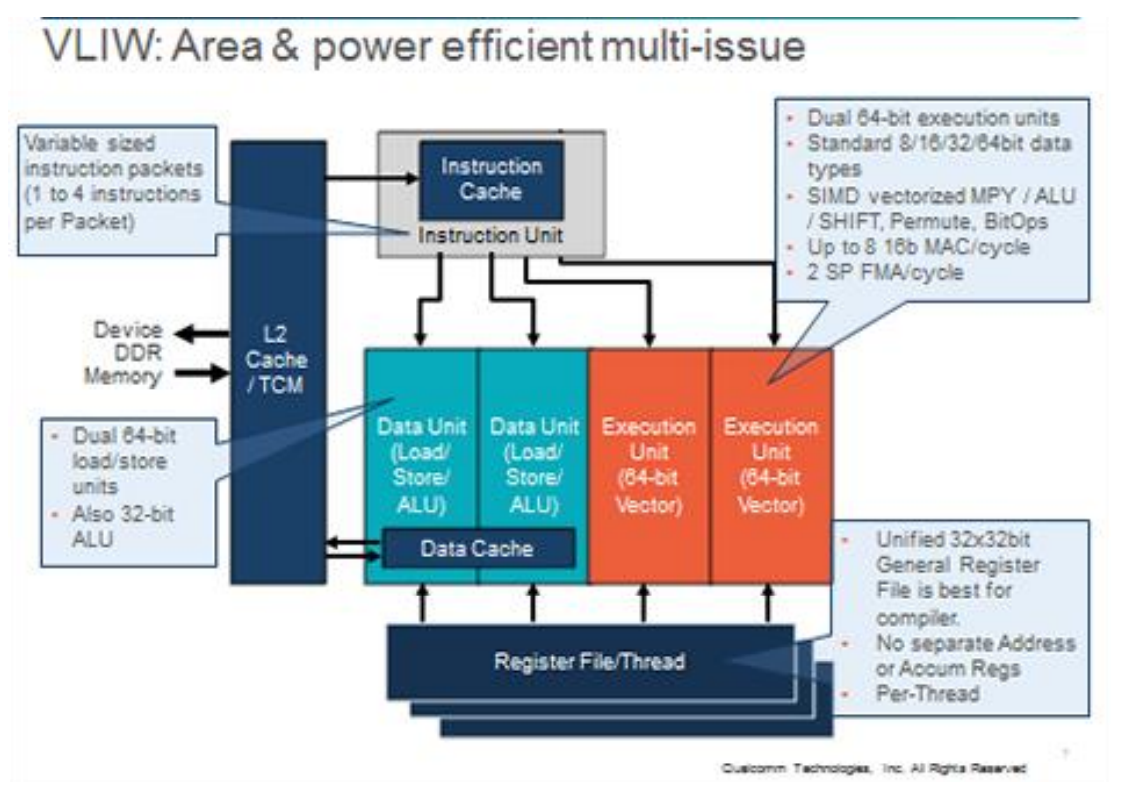 VLIW: Area & power efficient multi-issue
Variable sized
instruction packets
(1 to 4 instructions
per Packet)
Instruction
Cache
Instruction Unit
• Dual 64-bit execution units
• Standard 8/16/32/64bit data
types
• SIMD vectorized MPY / ALU
/ SHIFT, Permute, BitOps
• Up to 8 16b MAC/cycle
• 2 SP FMA/cycle
Device
DDR
Memory
L2
Cache
/ TCM
• Dual 64-bit
load/store
units
• Also 32-bit
ALU
Data Unit
(Load/
Store/
ALU)
Data Unit
(Load/
Store/
ALU)
Execution
Unit
(64-bit
Vector)
Execution
Unit
(64-bit
Vector)
Data Cache
Register File/Thread
• Unified 32x32bit
General Register
File is best for
compiler.
• No separate Address
or Accum Regs
• Per-Thread
Qualcomm Technologies, Inc. All Rights Reserved